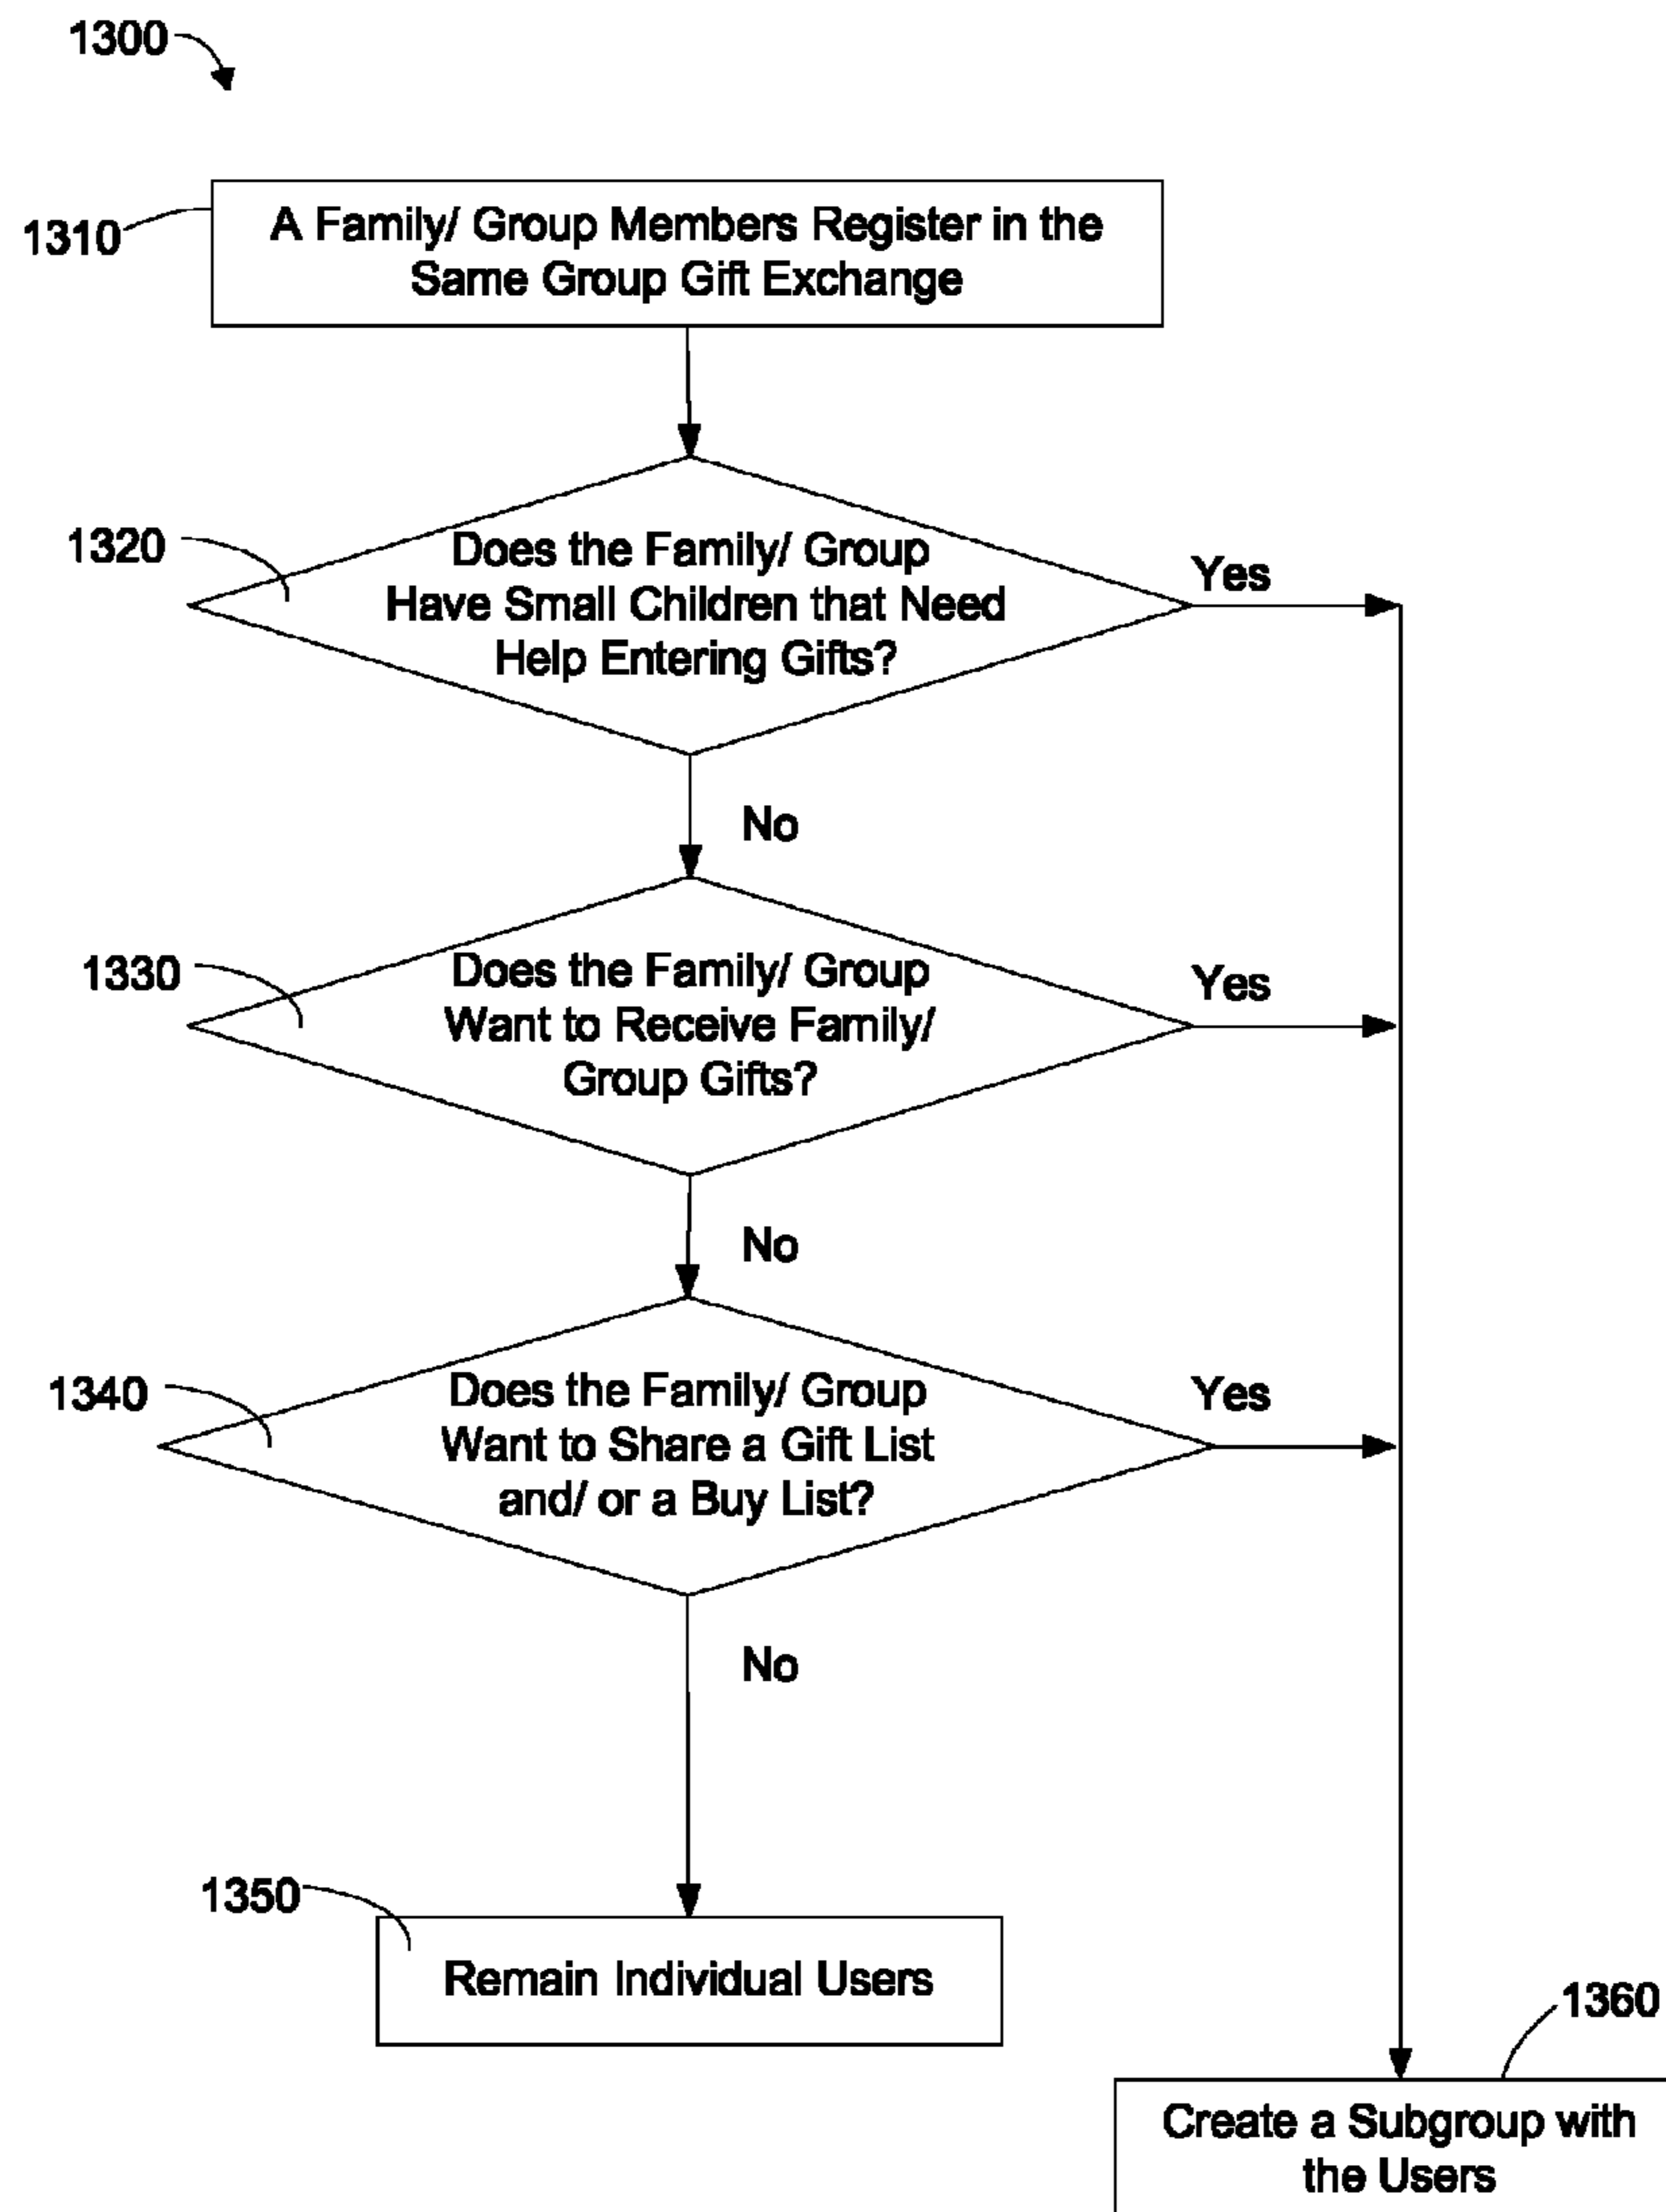 1300
1310
A Family/ Group Members Register in the
Same Group Gift Exchange
1320
Does the Family/ Group
Have Small Children that Need
Help Entering Gifts?
Yes
No
1330
Does the Family/ Group
Want to Receive Family/
Group Gifts?
Yes
No
1340
Does the Family/ Group
Want to Share a Gift List
and/ or a Buy List?
Yes
No
1350
Remain Individual Users
1360
Create a Subgroup with
the Users